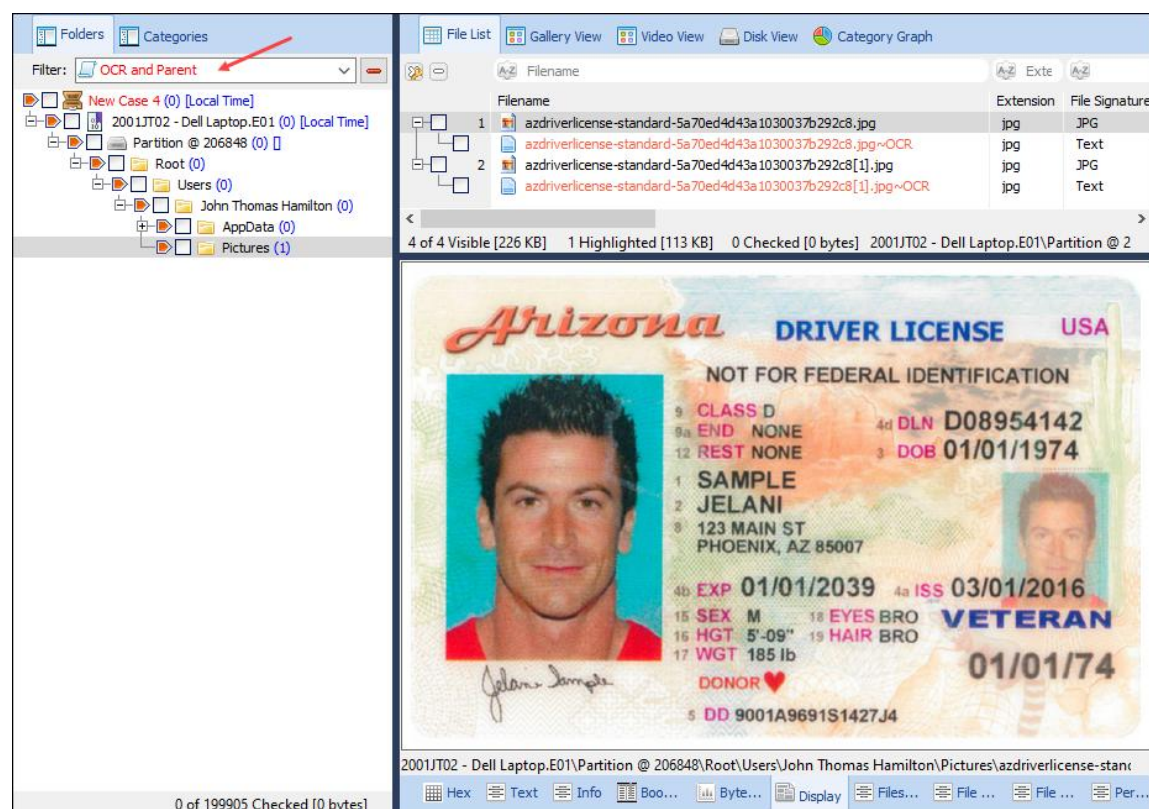 Folders Categories
Filter: OCR and Parent
New Case 4 (0) [Local Time]
2001JT02 - Dell Laptop.E01 (0) [Local Time]
Partition @ 206848 (0) []
Root (0)
Users (0)
John Thomas Hamilton (0)
AppData (0)
Pictures (1)
0 of 199905 Checked [0 bytes]
File List Gallery View Video View Disk View Category Graph
Filename Exte
Filename Extension File Signature
1 azdriverlicense-standard-5a70ed4d43a1030037b292c8.jpg jpg JPG
azdriverlicense-standard-5a70ed4d43a1030037b292c8.jpg~OCR jpg Text
2 azdriverlicense-standard-5a70ed4d43a1030037b292c8[1].jpg jpg JPG
azdriverlicense-standard-5a70ed4d43a1030037b292c8[1].jpg~OCR jpg Text
4 of 4 Visible [226 KB] 1 Highlighted [113 KB] 0 Checked [0 bytes] 2001JT02 - Dell Laptop.E01\Partition @ 2
Arizona DRIVER LICENSE USA
NOT FOR FEDERAL IDENTIFICATION
9 CLASS D
9a END NONE 4d DLN D08954142
12 REST NONE 3 DOB 01/01/1974
1 SAMPLE
2 JELANI
8 123 MAIN ST
PHOENIX, AZ 85007
4b EXP 01/01/2039 4a ISS 03/01/2016
15 SEX M 18 EYES BRO VETERAN
16 HGT 5'-09" 19 HAIR BRO
17 WGT 185 lb 01/01/74
Jelani Sample
DONOR
5 DD 9001A9691S1427J4
2001JT02 - Dell Laptop.E01\Partition @ 206848\Root\Users\John Thomas Hamilton\Pictures\azdriverlicense-stanc
Hex Text Info Boo... Byte... Display Files... File ... File ... Per...